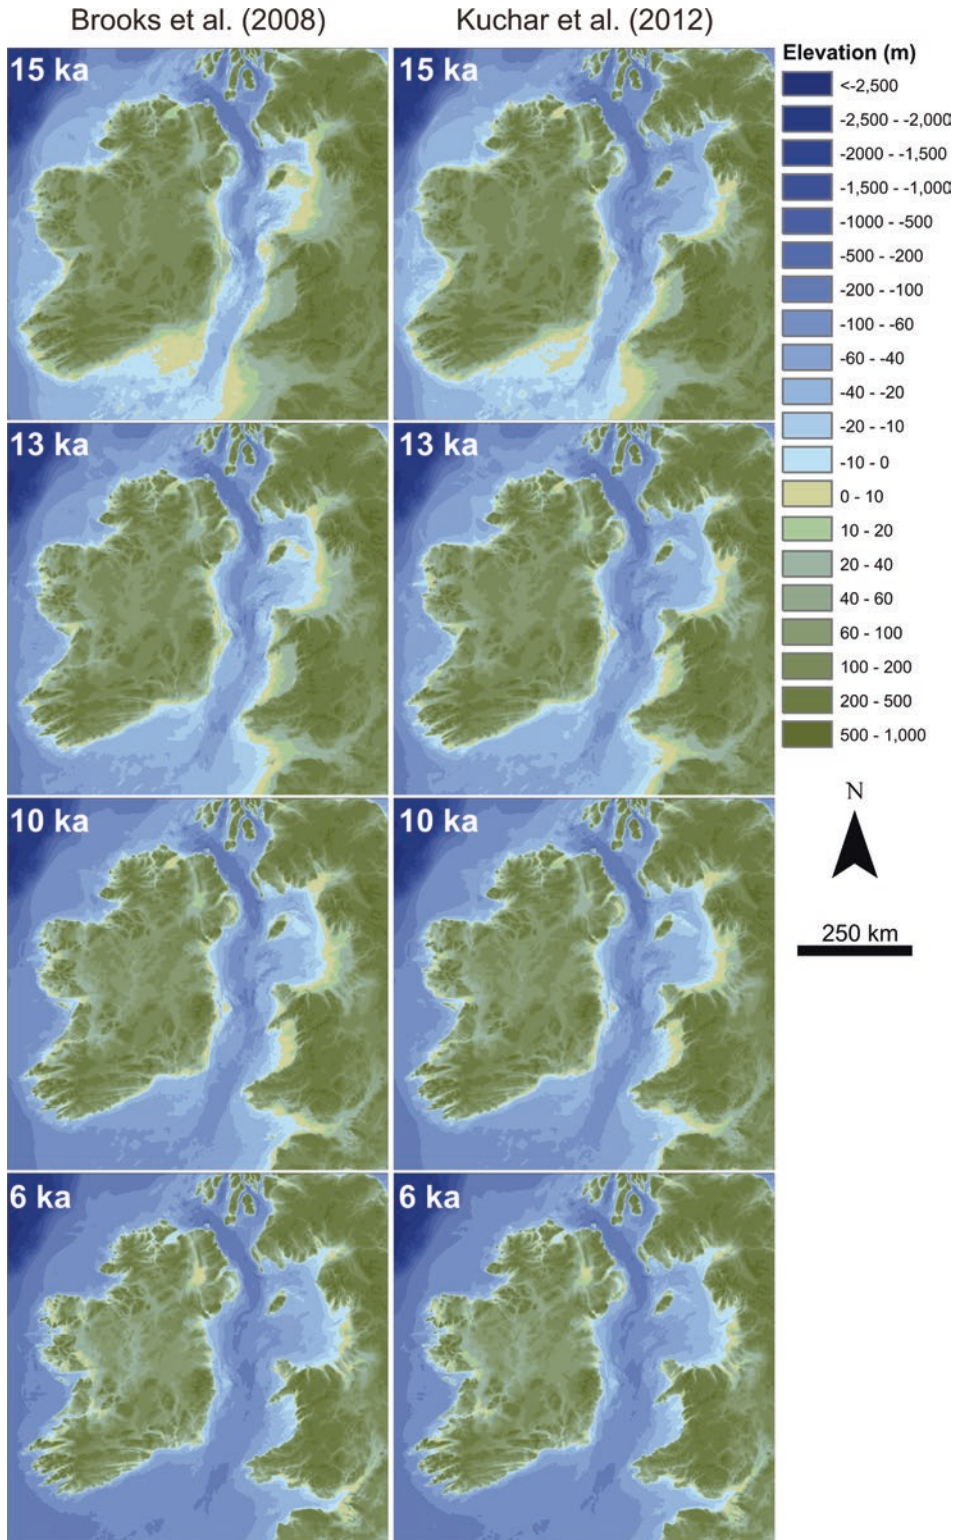 Brooks et al. (2008)
Kuchar et al. (2012)
15 ka
15 ka
13 ka
13 ka
10 ka
10 ka
6 ka
6 ka
Elevation (m)
<-2,500
-2,500 - -2,000
-2000 - -1,500
-1,500 - -1,000
-1000 - -500
-500 - -200
-200 - -100
-100 - -60
-60 - -40
-40 - -20
-20 - -10
-10 - 0
0 - 10
10 - 20
20 - 40
40 - 60
60 - 100
100 - 200
200 - 500
500 - 1,000
N
250 km